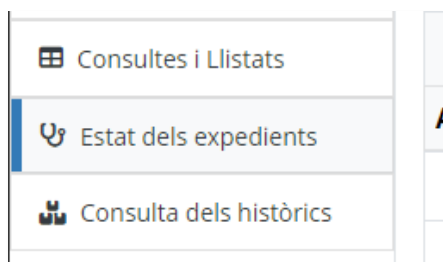 Consultes i Llistats
Estat dels expedients
Consulta dels històrics